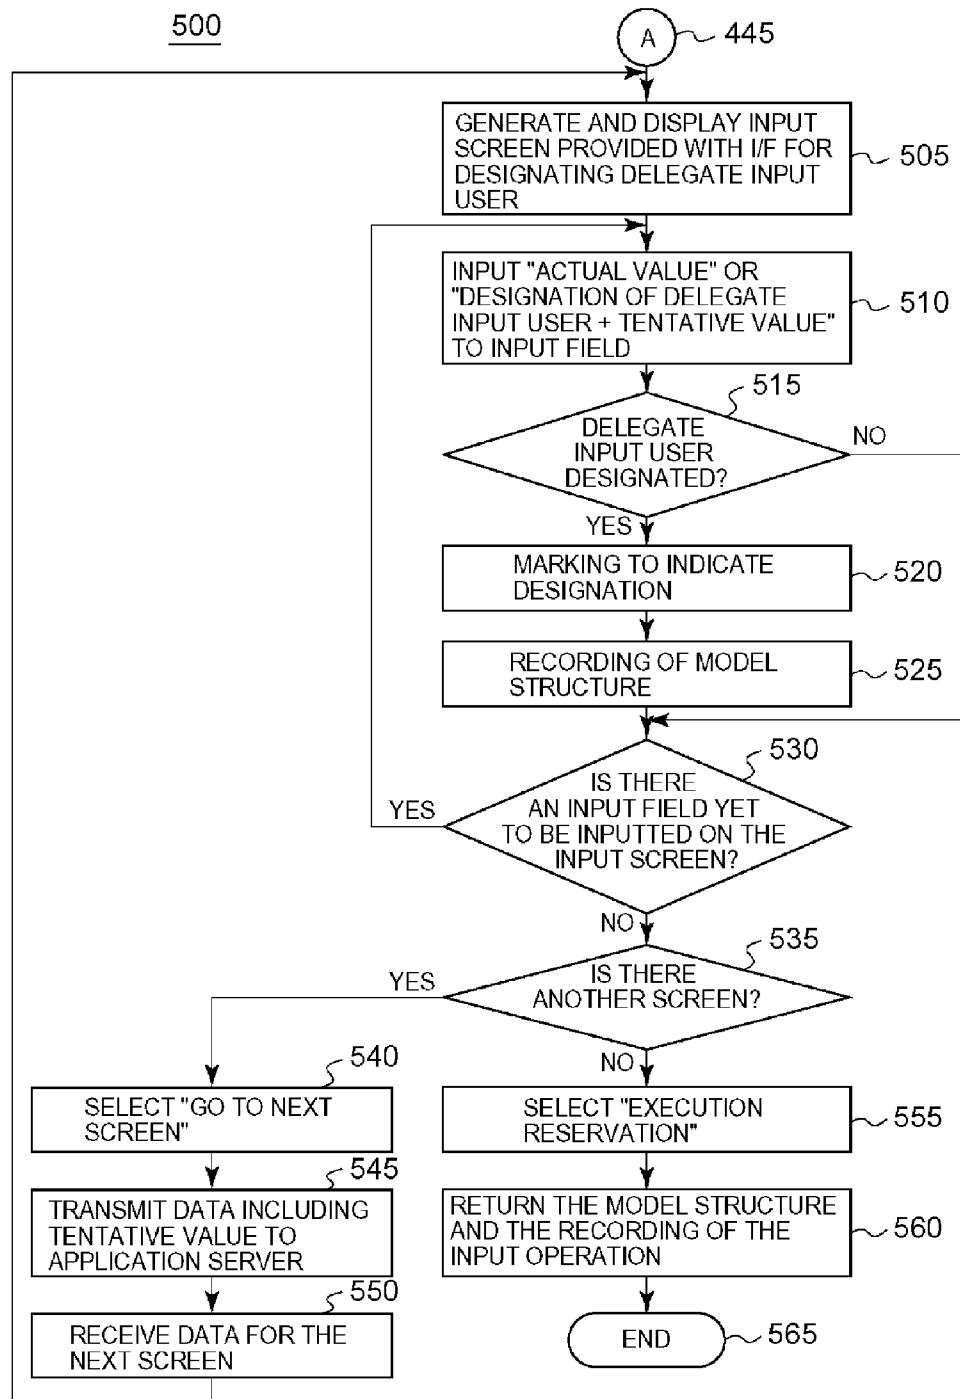 500
A
445
GENERATE AND DISPLAY INPUT
SCREEN PROVIDED WITH I/F FOR
DESIGNATING DELEGATE INPUT
USER
505
INPUT "ACTUAL VALUE" OR
"DESIGNATION OF DELEGATE
INPUT USER + TENTATIVE VALUE"
TO INPUT FIELD
510
515
DELEGATE
INPUT USER
DESIGNATED?
NO
YES
MARKING TO INDICATE
DESIGNATION
520
RECORDING OF MODEL
STRUCTURE
525
530
IS THERE
AN INPUT FIELD YET
TO BE INPUTTED ON THE
INPUT SCREEN?
YES
NO
535
IS THERE
ANOTHER SCREEN?
YES
NO
540
SELECT "GO TO NEXT
SCREEN"
545
TRANSMIT DATA INCLUDING
TENTATIVE VALUE TO
APPLICATION SERVER
550
RECEIVE DATA FOR THE
NEXT SCREEN
SELECT "EXECUTION
RESERVATION"
555
RETURN THE MODEL STRUCTURE
AND THE RECORDING OF THE
INPUT OPERATION
560
END
565